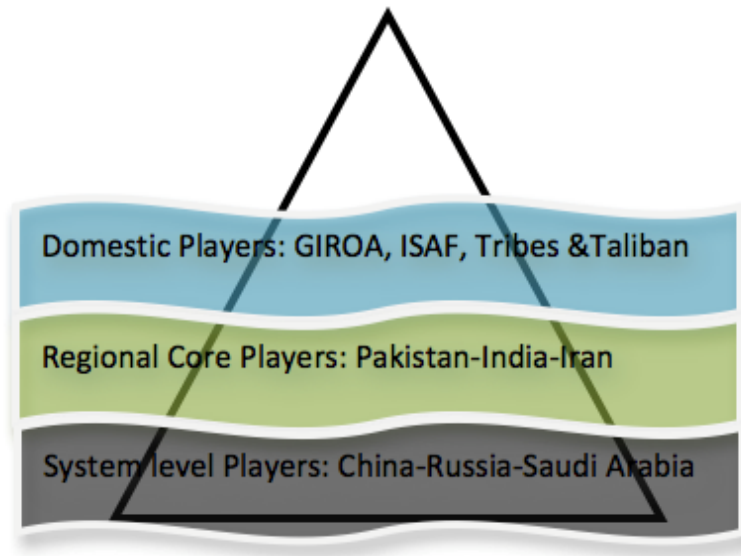 Domestic Players: GIROA, ISAF, Tribes &Taliban
Regional Core Players: Pakistan-India-Iran
System level Players: China-Russia-Saudi Arabia